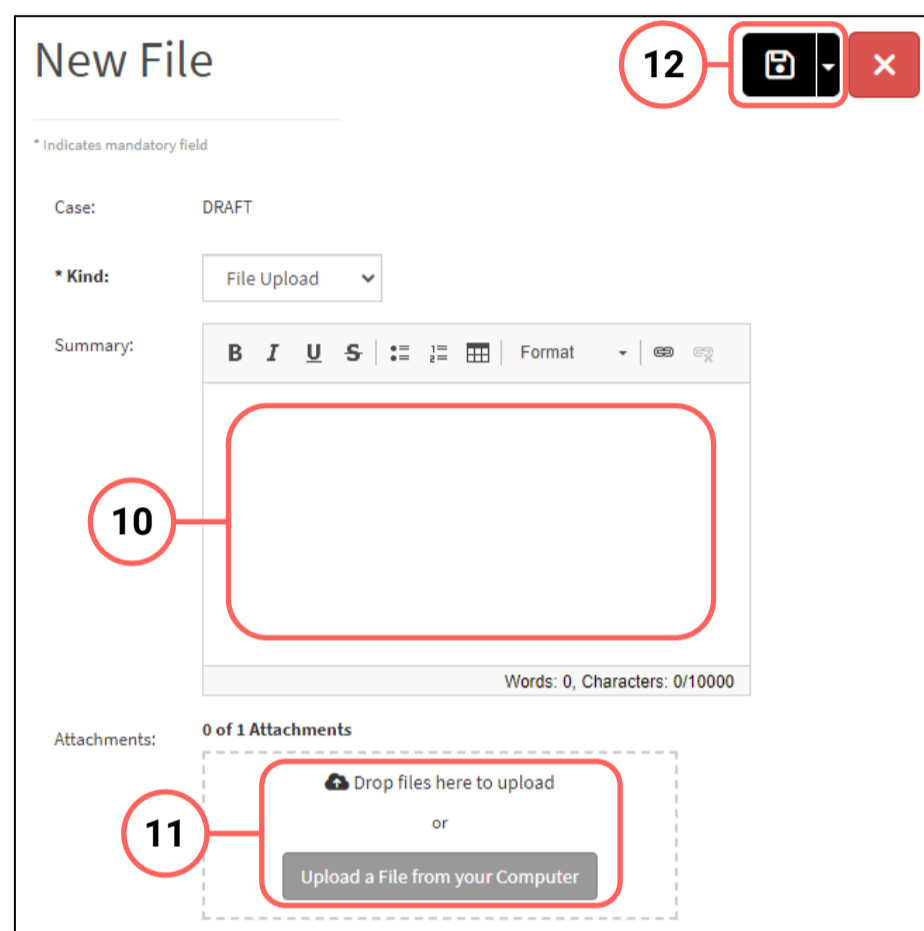 New File
12
* Indicates mandatory field
Case: DRAFT
* Kind: File Upload
Summary: B I U S Format
10
Words: 0, Characters: 0/10000
Attachments: 0 of 1 Attachments
Drop files here to upload
or
11
Upload a File from your Computer